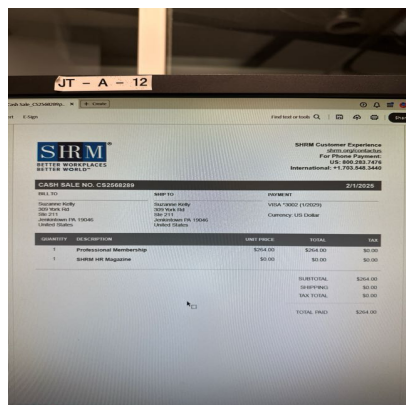 JT - A - 12
Cash Sale_CS2568289p... × + Create
E-Sign Find text or tools
SHRM
BETTER WORKPLACES
BETTER WORLD™
SHRM Customer Experience
shrm.org/contactus
For Phone Payment:
US: 800.283.7476
International: +1.703.548.3440
CASH SALE NO. CS2568289 2/1/2025
BILL TO SHIP TO PAYMENT
Suzanne Kelly Suzanne Kelly VISA *3002 (1/2029)
309 York Rd 309 York Rd
Ste 211 Ste 211 Currency: US Dollar
Jenkintown PA 19046 Jenkintown PA 19046
United States United States
QUANTITY DESCRIPTION UNIT PRICE TOTAL TAX
1 Professional Membership $264.00 $264.00 $0.00
1 SHRM HR Magazine $0.00 $0.00 $0.00
SUBTOTAL $264.00
SHIPPING $0.00
TAX TOTAL $0.00
TOTAL PAID $264.00